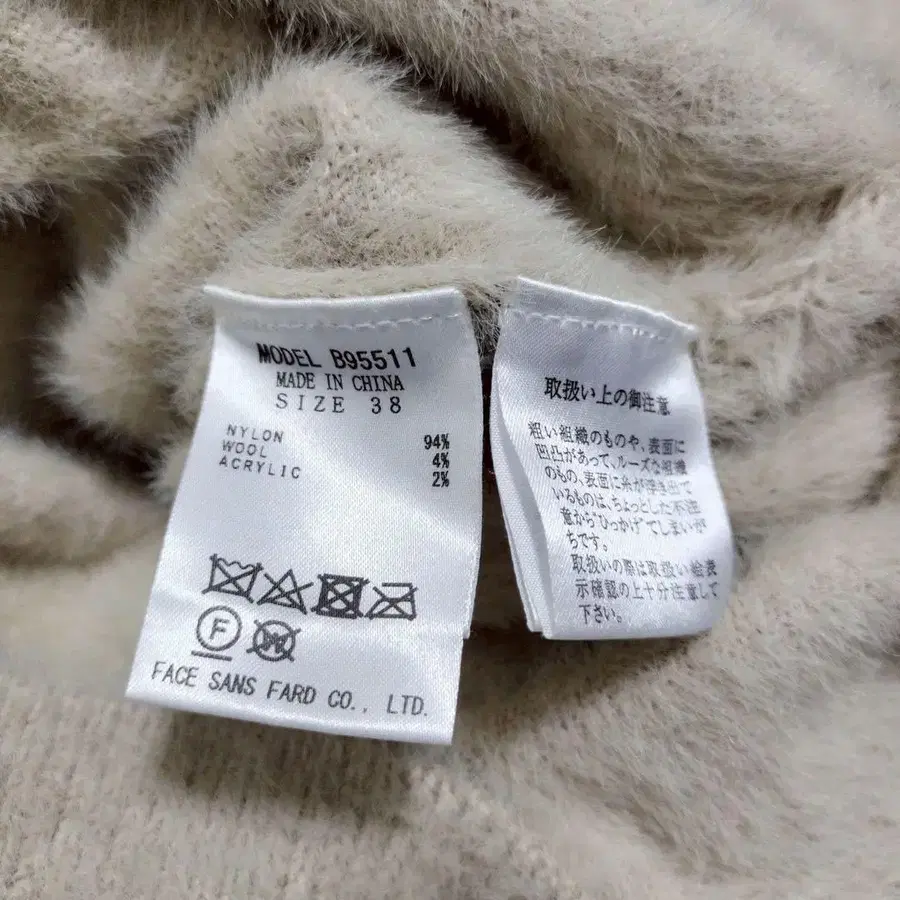 MODEL B95511
MADE IN CHINA
SIZE 38
NYLON 94%
WOOL 4%
ACRYLIC 2%
F
W
FACE SANS FARD CO., LTD.
取扱い上の御注意
粗い組織のものや、表面に
凹凸があって、ルーズな組織
のもの、表面に糸が浮き出て
いるものは、ちょっとした不注
意から“ひっかけ”てしまいが
ちです。
取扱いの際は取扱い絵表
示確認の上十分注意して
下さい。